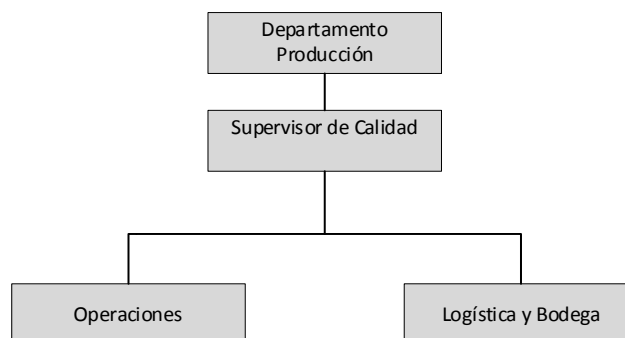 Departamento
Producción
Supervisor de Calidad
Operaciones
Logística y Bodega